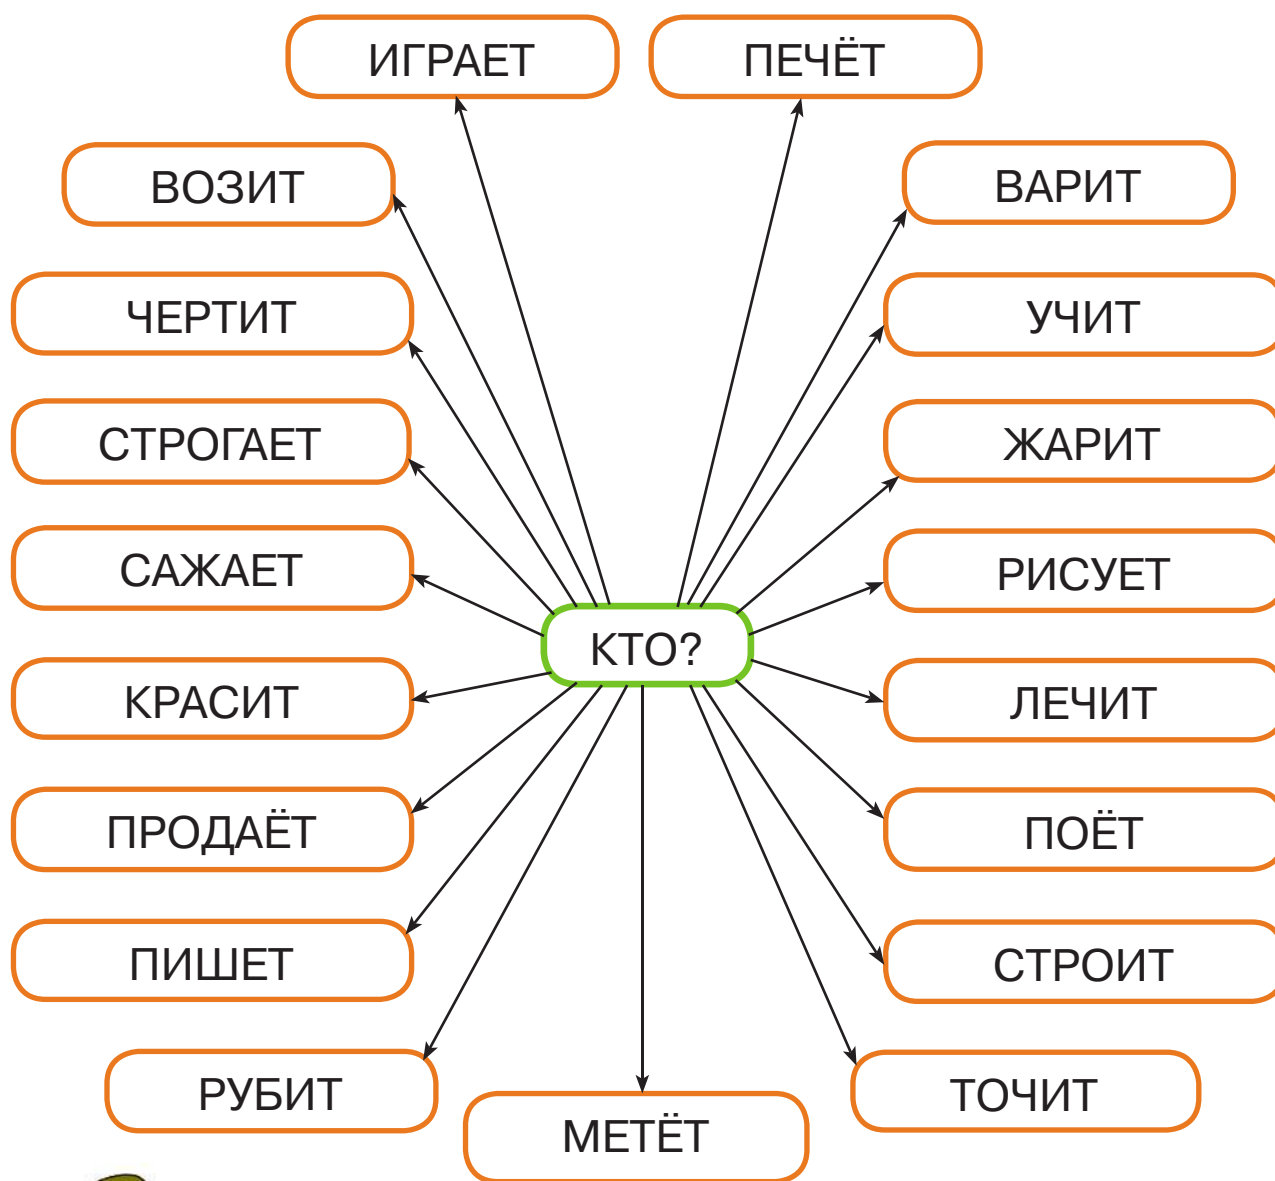 ИГРАЕТ
ПЕЧЁТ
ВОЗИТ
ВАРИТ
ЧЕРТИТ
УЧИТ
СТРОГАЕТ
ЖАРИТ
САЖАЕТ
РИСУЕТ
КТО?
КРАСИТ
ЛЕЧИТ
ПРОДАЁТ
ПОЁТ
ПИШЕТ
СТРОИТ
РУБИТ
ТОЧИТ
МЕТЁТ